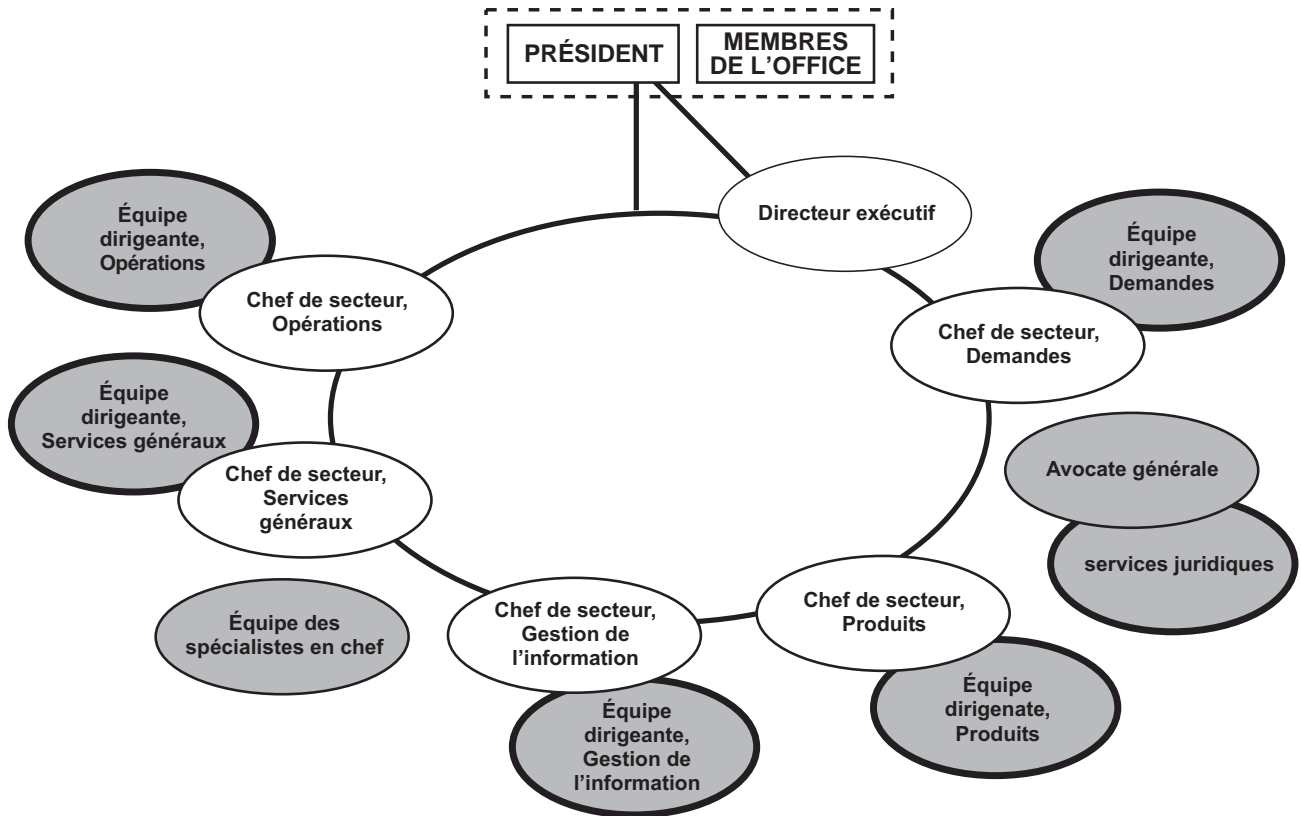 PRÉSIDENT
MEMBRES
DE L'OFFICE
Directeur exécutif
Équipe
dirigeante,
Opérations
Chef de secteur,
Opérations
Équipe
dirigeante,
Demandes
Chef de secteur,
Demandes
Équipe
dirigeante,
Services généraux
Chef de secteur,
Services
généraux
Avocate générale
services juridiques
Équipe des
spécialistes en chef
Chef de secteur,
Gestion de
l'information
Chef de secteur,
Produits
Équipe
dirigeante,
Gestion de
l'information
Équipe
dirigenate,
Produits